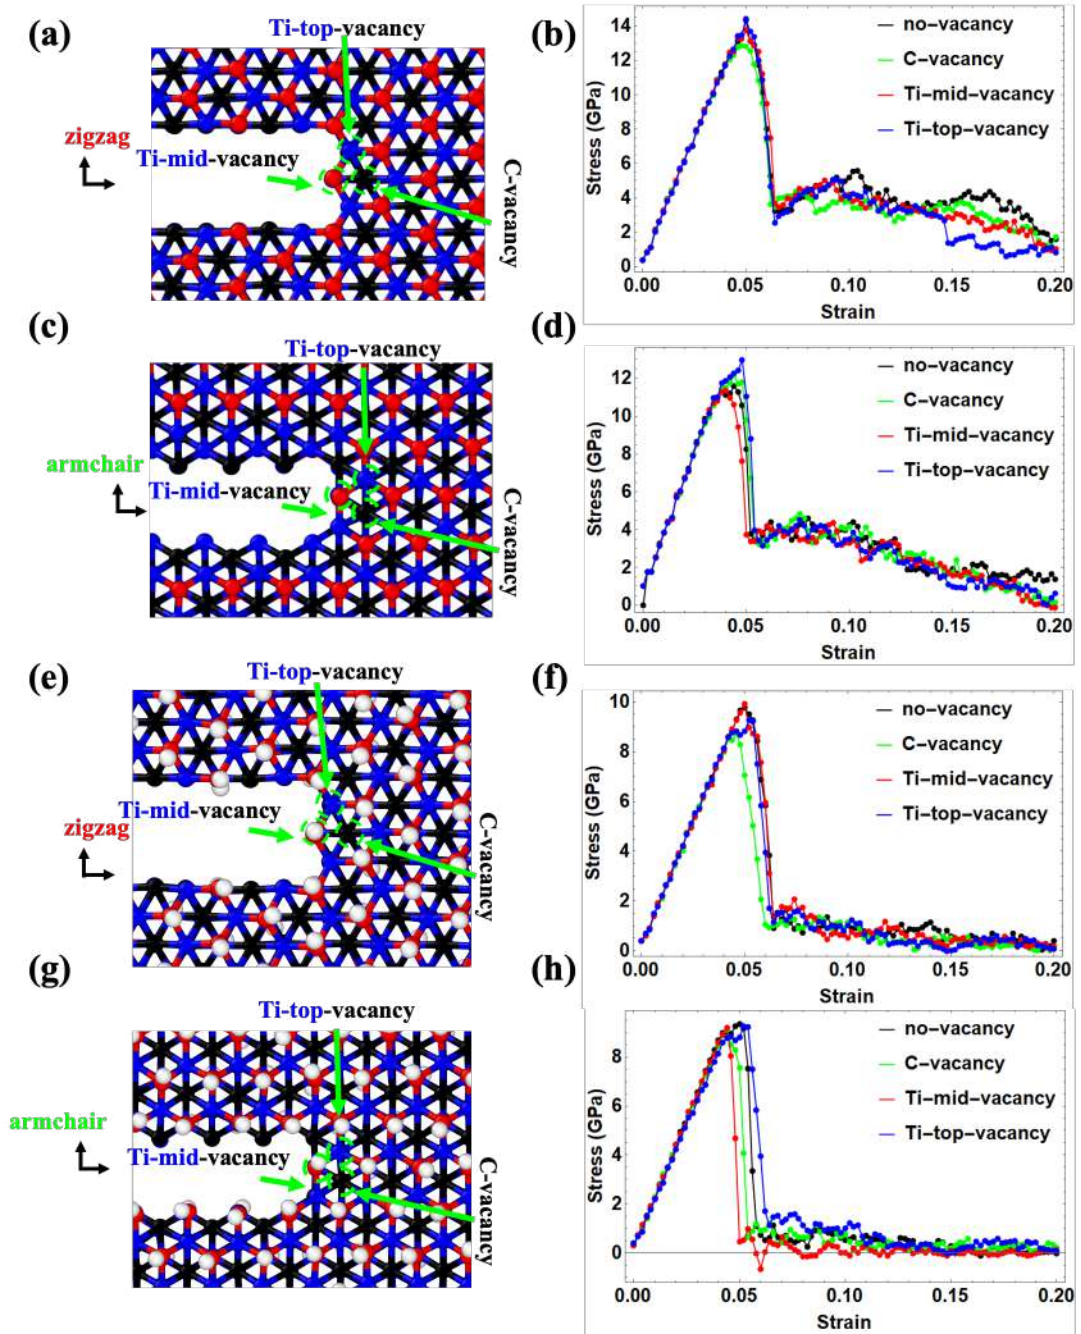 (a)
Ti-top-vacancy
zigzag
Ti-mid-vacancy
C-vacancy
(b)
14
12
10
8
6
4
2
0
Stress (GPa)
no-vacancy
C-vacancy
Ti-mid-vacancy
Ti-top-vacancy
0.00 0.05 0.10 0.15 0.20
Strain
(c)
Ti-top-vacancy
armchair
Ti-mid-vacancy
C-vacancy
(d)
12
10
8
6
4
2
0
Stress (GPa)
no-vacancy
C-vacancy
Ti-mid-vacancy
Ti-top-vacancy
0.00 0.05 0.10 0.15 0.20
Strain
(e)
Ti-top-vacancy
Ti-mid-vacancy
zigzag
C-vacancy
(f)
10
8
6
4
2
0
Stress (GPa)
no-vacancy
C-vacancy
Ti-mid-vacancy
Ti-top-vacancy
0.00 0.05 0.10 0.15 0.20
Strain
(g)
Ti-top-vacancy
armchair
Ti-mid-vacancy
C-vacancy
(h)
8
6
4
2
0
Stress (GPa)
no-vacancy
C-vacancy
Ti-mid-vacancy
Ti-top-vacancy
0.00 0.05 0.10 0.15 0.20
Strain